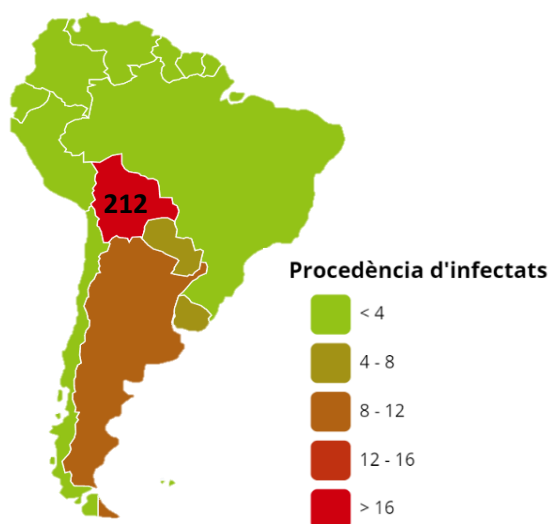 212
Procedència d'infectats
< 4
4 - 8
8 - 12
12 - 16
> 16